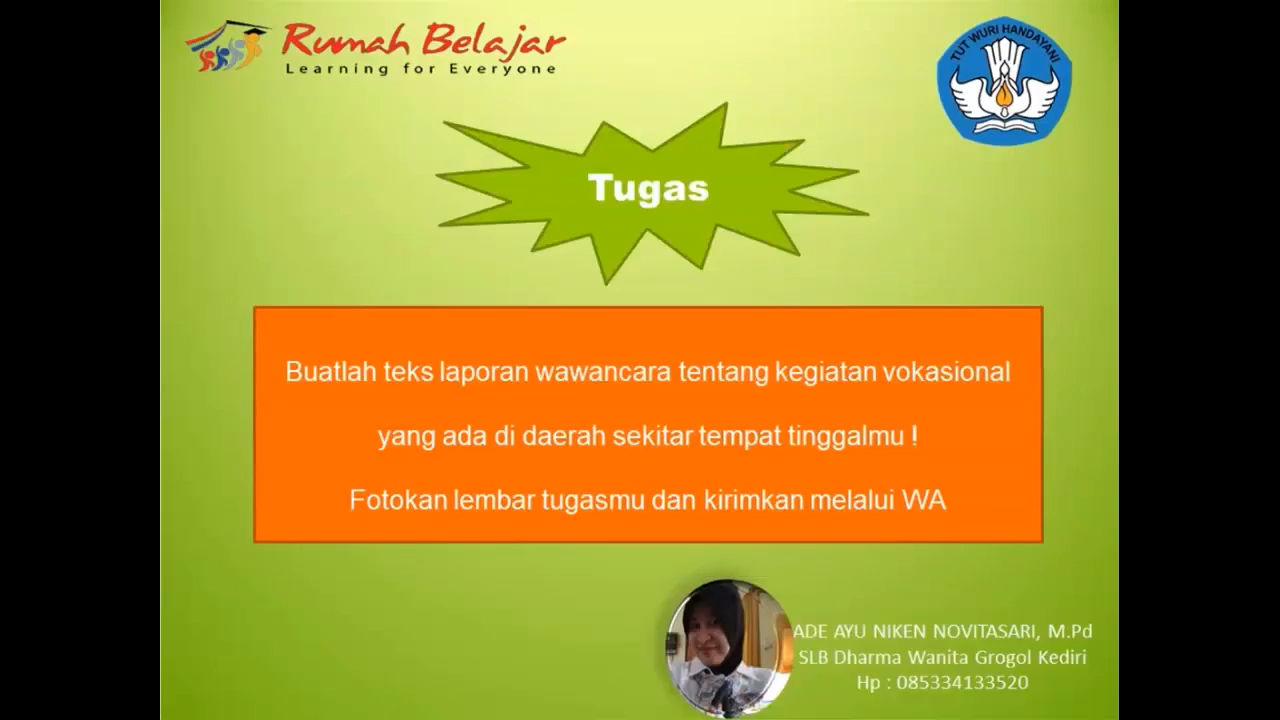 Rumah Belajar
Learning for Everyone
TUT WURI HANDAYANI
Tugas
Buatlah teks laporan wawancara tentang kegiatan vokasional
yang ada di daerah sekitar tempat tinggalmu !
Fotokan lembar tugasmu dan kirimkan melalui WA
ADE AYU NIKEN NOVITASARI, M.Pd
SLB Dharma Wanita Grogol Kediri
Hp : 085334133520